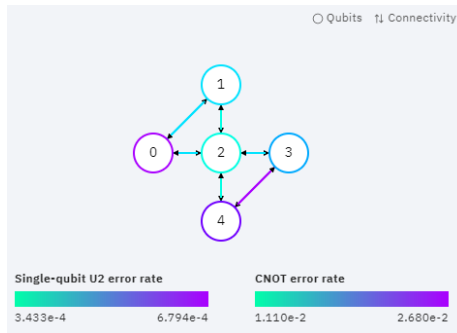 Qubits Connectivity
1
0 2 3
4
Single-qubit U2 error rate CNOT error rate
3.433e-4 6.794e-4 1.110e-2 2.680e-2